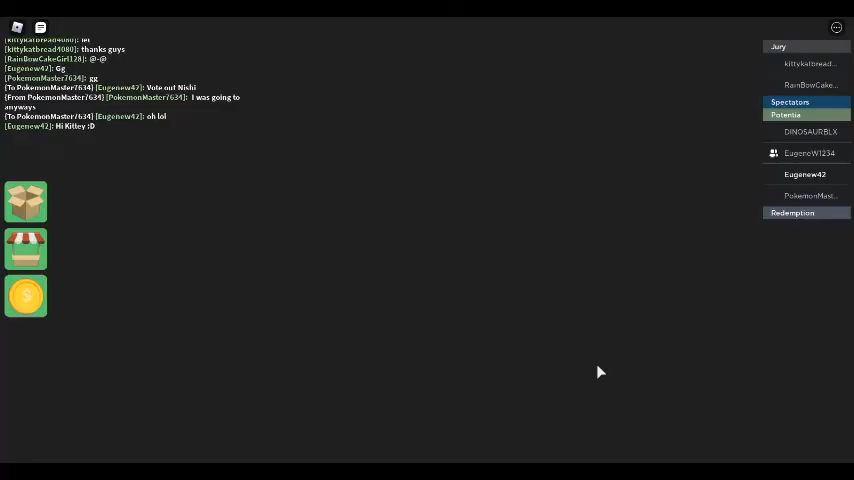 [kittykatbread4080]: lel
[kittykatbread4080]: thanks guys
[RainBowCakeGirl128]: @-@
[Eugenew42]: Gg
[PokemonMaster7634]: gg
{To PokemonMaster7634} [Eugenew42]: Vote out Nishi
{From PokemonMaster7634} [PokemonMaster7634]: I was going to
anyways
{To PokemonMaster7634} [Eugenew42]: oh lol
[Eugenew42]: Hi Kittey :D
Jury
kittykatbread...
RainBowCake...
Spectators
Potentia
DINOSAURBLX
EugeneW1234
Eugenew42
PokemonMast...
Redemption